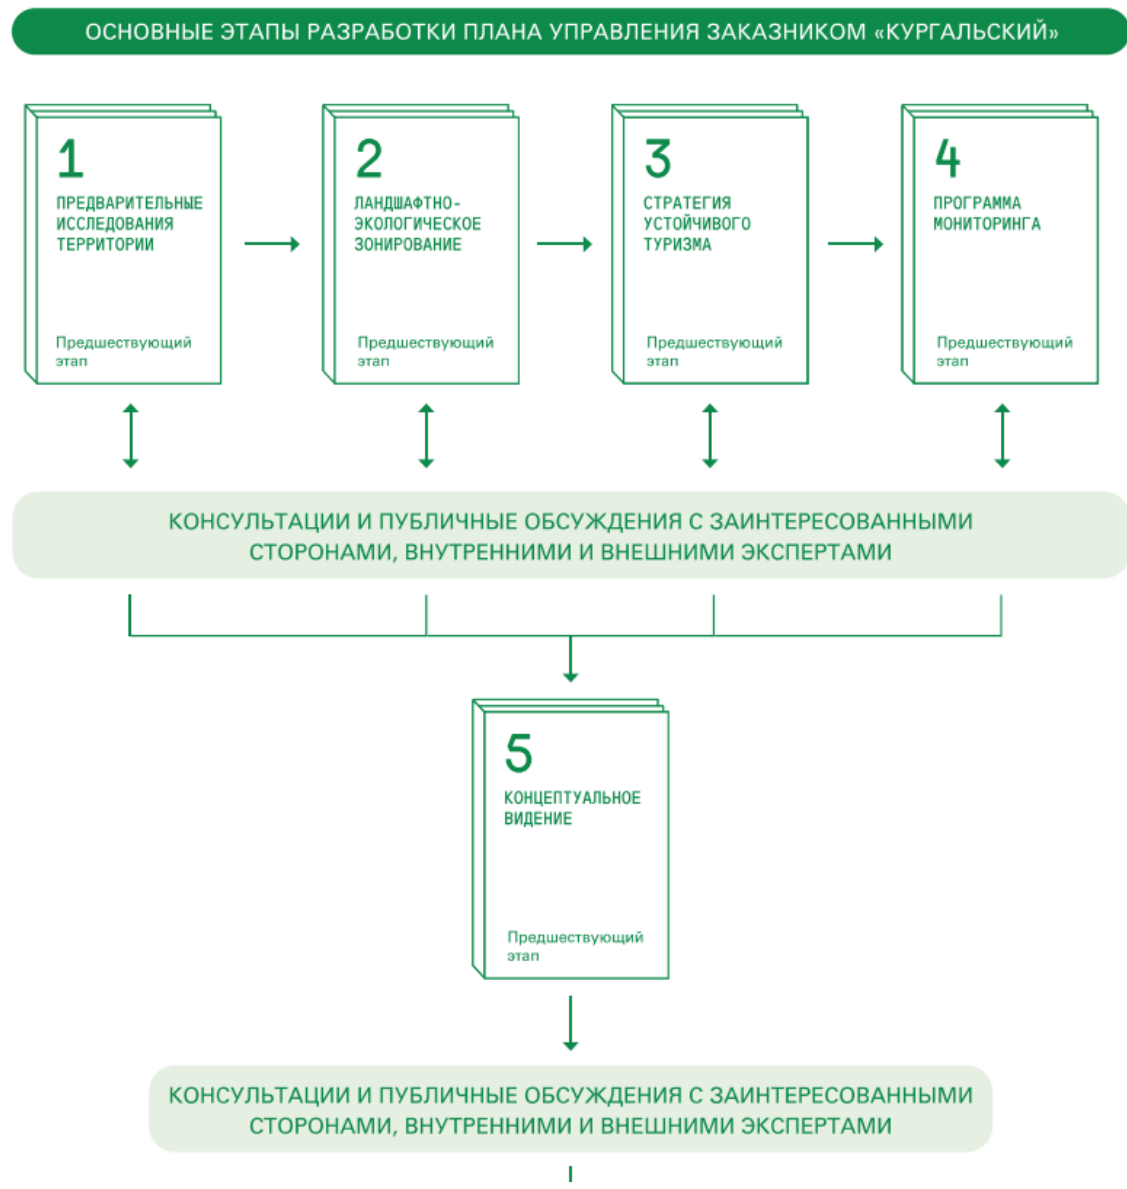 ОСНОВНЫЕ ЭТАПЫ РАЗРАБОТКИ ПЛАНА УПРАВЛЕНИЯ ЗАКАЗНИКОМ «КУРГАЛЬСКИЙ»
1
ПРЕДВАРИТЕЛЬНЫЕ
ИССЛЕДОВАНИЯ
ТЕРРИТОРИИ
Предшествующий
этап
2
ЛАНДШАФТНО-
ЭКОЛОГИЧЕСКОЕ
ЗОНИРОВАНИЕ
Предшествующий
этап
3
СТРАТЕГИЯ
УСТОЙЧИВОГО
ТУРИЗМА
Предшествующий
этап
4
ПРОГРАММА
МОНИТОРИНГА
Предшествующий
этап
КОНСУЛЬТАЦИИ И ПУБЛИЧНЫЕ ОБСУЖДЕНИЯ С ЗАИНТЕРЕСОВАННЫМИ
СТОРОНАМИ, ВНУТРЕННИМИ И ВНЕШНИМИ ЭКСПЕРТАМИ
5
КОНЦЕПТУАЛЬНОЕ
ВИДЕНИЕ
Предшествующий
этап
КОНСУЛЬТАЦИИ И ПУБЛИЧНЫЕ ОБСУЖДЕНИЯ С ЗАИНТЕРЕСОВАННЫМИ
СТОРОНАМИ, ВНУТРЕННИМИ И ВНЕШНИМИ ЭКСПЕРТАМИ